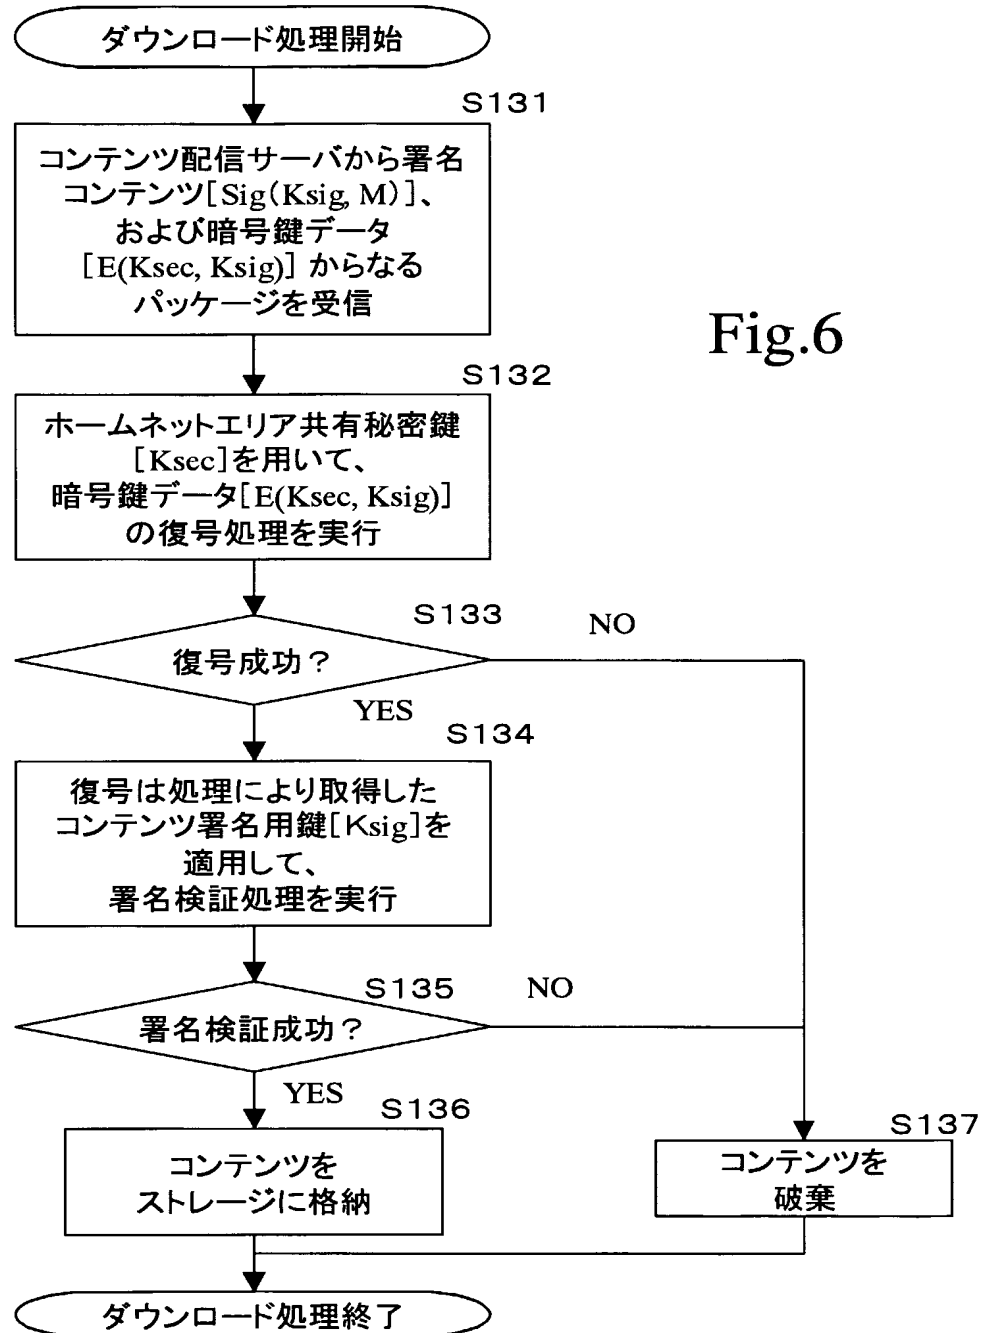 ダウンロード処理開始
S131
コンテンツ配信サーバから署名
コンテンツ[Sig(Ksig, M)]、
および暗号鍵データ
[E(Ksec, Ksig)] からなる
パッケージを受信
Fig.6
S132
ホームネットエリア共有秘密鍵
[Ksec]を用いて、
暗号鍵データ[E(Ksec, Ksig)]
の復号処理を実行
S133
NO
復号成功？
YES
S134
復号は処理により取得した
コンテンツ署名用鍵[Ksig]を
適用して、
署名検証処理を実行
S135
NO
署名検証成功？
YES
S136
コンテンツを
ストレージに格納
S137
コンテンツを
破棄
ダウンロード処理終了